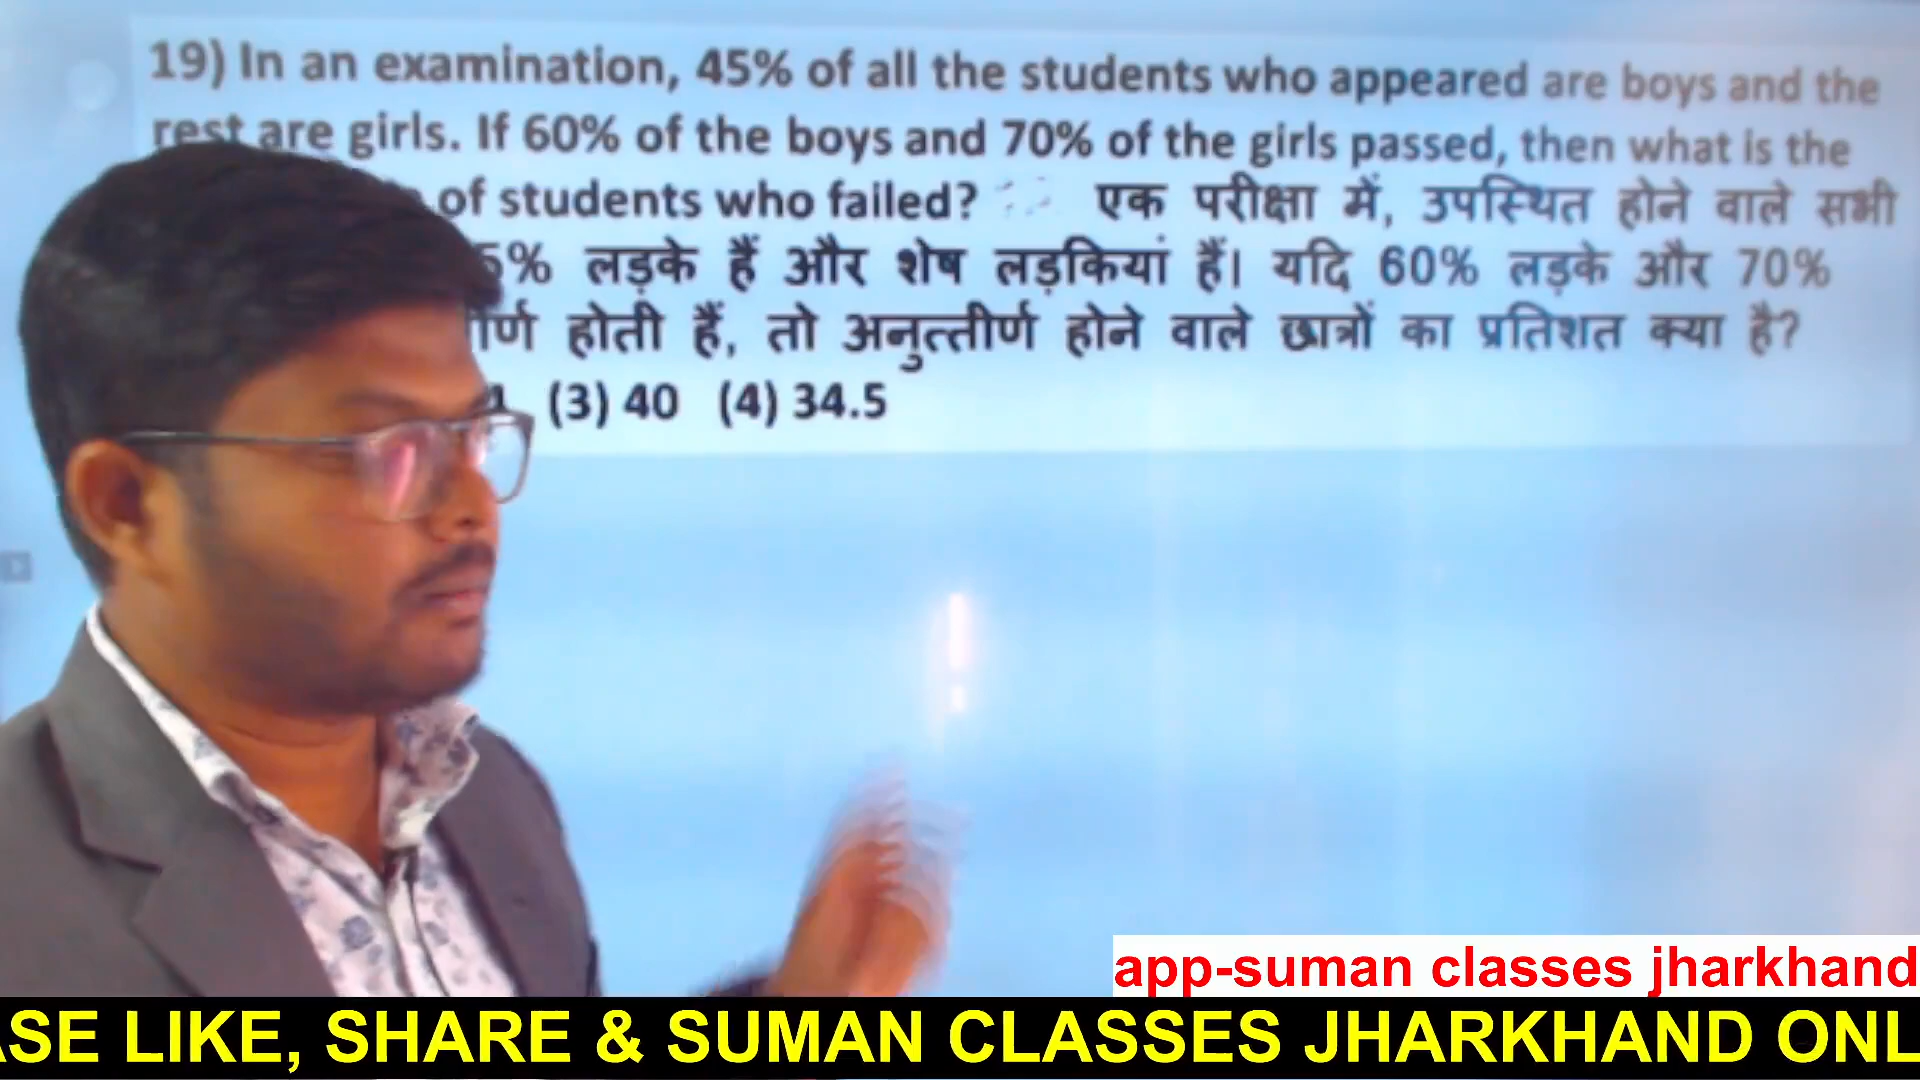 19) In an examination, 45% of all the students who appeared are boys and the
rest are girls. If 60% of the boys and 70% of the girls passed, then what is the
of students who failed? एक परीक्षा में, उपस्थित होने वाले सभी
5% लड़के हैं और शेष लड़कियां हैं। यदि 60% लड़के और 70%
होती हैं, तो अनुत्तीर्ण होने वाले छात्रों का प्रतिशत क्या है?
(3) 40 (4) 34.5
app-suman classes jharkhand
ASE LIKE, SHARE & SUMAN CLASSES JHARKHAND ONL